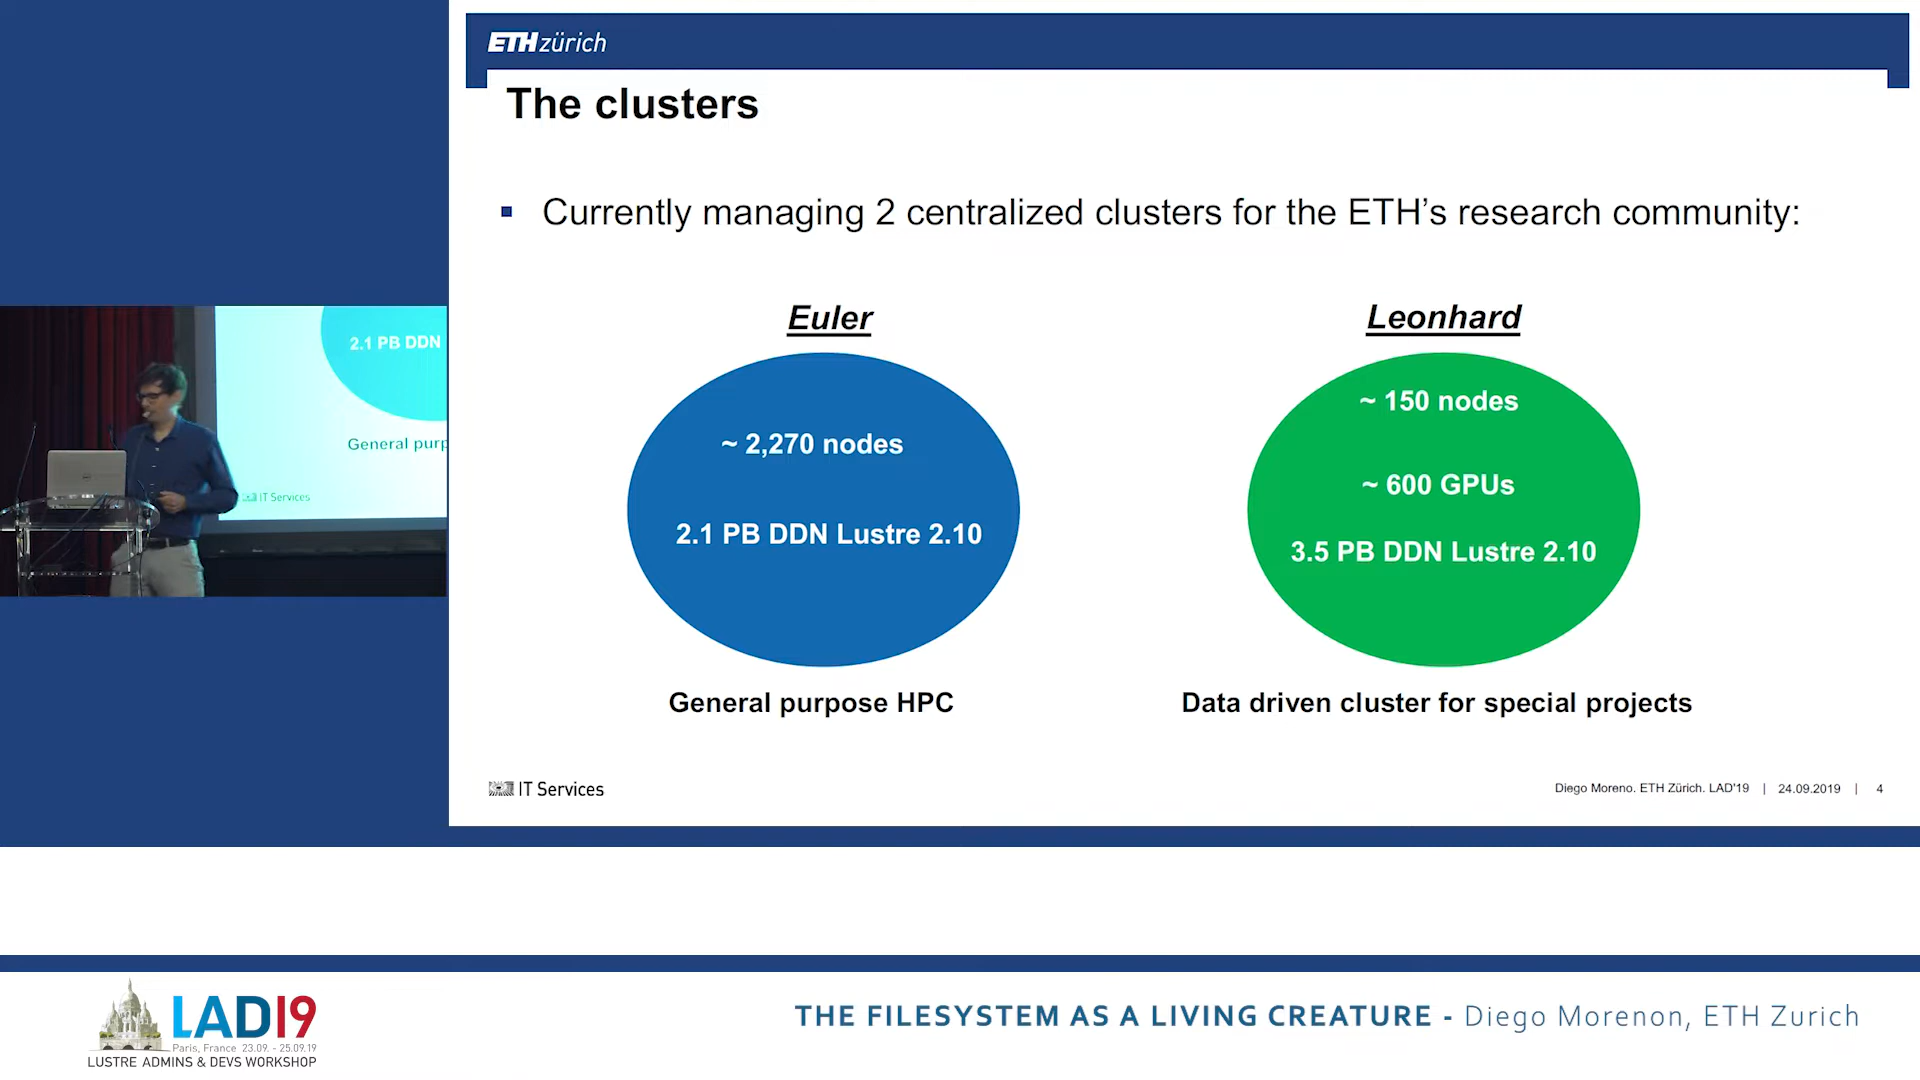 ETH zürich
The clusters
Currently managing 2 centralized clusters for the ETH's research community:
Euler
~ 2,270 nodes
2.1 PB DDN Lustre 2.10
General purpose HPC
Leonhard
~ 150 nodes
~ 600 GPUs
3.5 PB DDN Lustre 2.10
Data driven cluster for special projects
IT Services
Diego Moreno. ETH Zürich. LAD'19 | 24.09.2019 | 4
2.1 PB DDN
General purp
IT Services
LAD19
Paris, France 23.09. - 25.09.19
LUSTRE ADMINS & DEVS WORKSHOP
THE FILESYSTEM AS A LIVING CREATURE - Diego Morenon, ETH Zurich